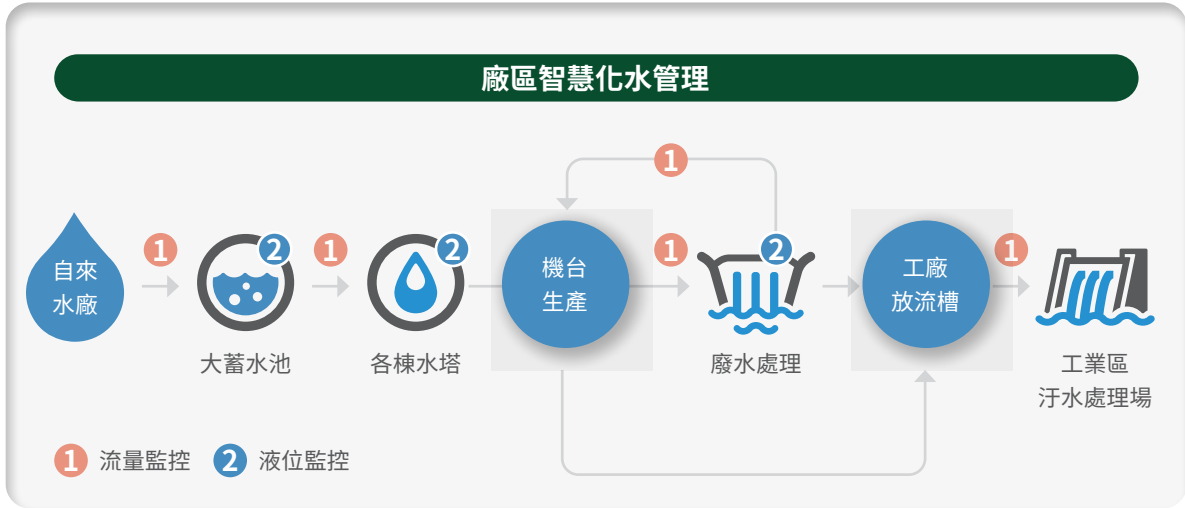 廠區智慧化水管理
1
自來
水廠
1
2
1
2
機台
生產
1
2
工廠
放流槽
1
大蓄水池
各棟水塔
廢水處理
工業區
汙水處理場
1 流量監控
2 液位監控